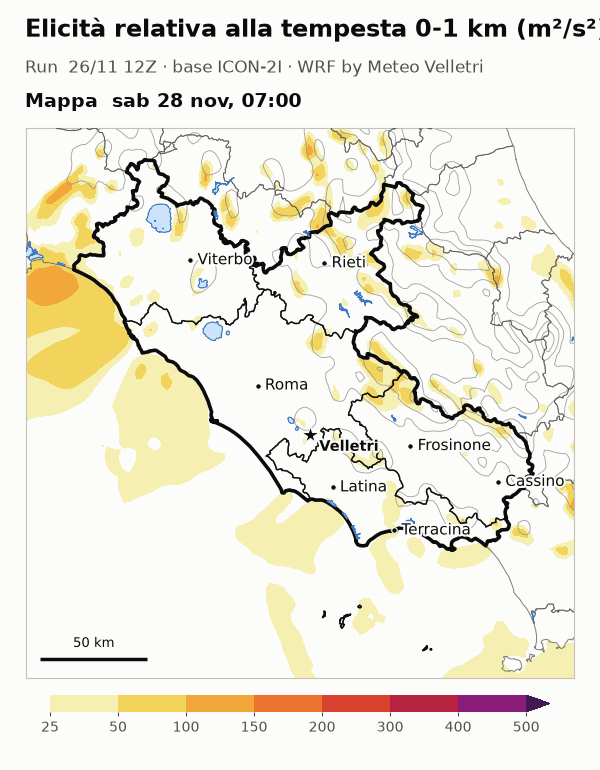 Elicità relativa alla tempesta 0-1 km (m²/s²)
Run 26/11 12Z · base ICON-2I · WRF by Meteo Velletri
Mappa sab 28 nov, 07:00
Viterbo
Rieti
Roma
Velletri
Frosinone
Cassino
Latina
Terracina
50 km
25 50 100 150 200 300 400 500